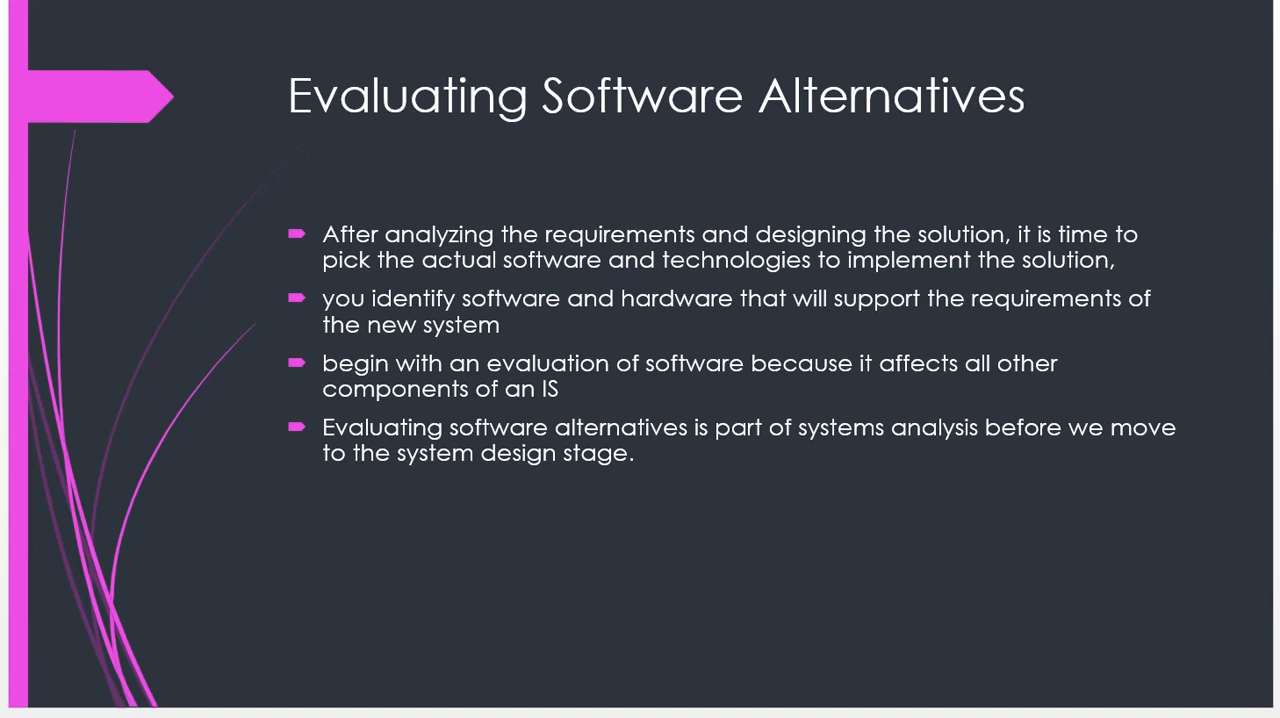 Evaluating Software Alternatives
After analyzing the requirements and designing the solution, it is time to
pick the actual software and technologies to implement the solution,
you identify software and hardware that will support the requirements of
the new system
begin with an evaluation of software because it affects all other
components of an IS
Evaluating software alternatives is part of systems analysis before we move
to the system design stage.